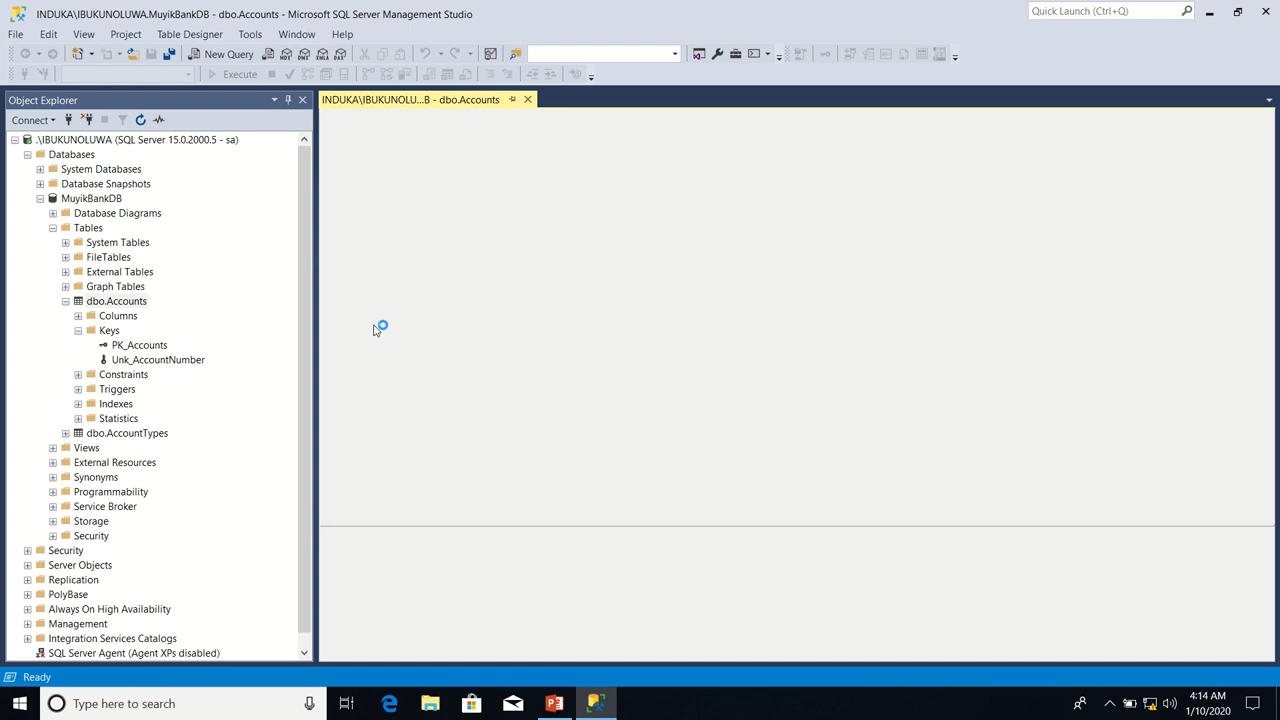 INDUKA\IBUKUNOLUWA.MuyikBankDB - dbo.Accounts - Microsoft SQL Server Management Studio
Quick Launch (Ctrl+Q)
File Edit View Project Table Designer Tools Window Help
New Query
Execute
Object Explorer
INDUKA\IBUKUNOLU...B - dbo.Accounts
Connect
.\IBUKUNOLUWA (SQL Server 15.0.2000.5 - sa)
Databases
System Databases
Database Snapshots
MuyikBankDB
Database Diagrams
Tables
System Tables
FileTables
External Tables
Graph Tables
dbo.Accounts
Columns
Keys
PK_Accounts
Unk_AccountNumber
Constraints
Triggers
Indexes
Statistics
dbo.AccountTypes
Views
External Resources
Synonyms
Programmability
Service Broker
Storage
Security
Security
Server Objects
Replication
PolyBase
Always On High Availability
Management
Integration Services Catalogs
SQL Server Agent (Agent XPs disabled)
Ready
Type here to search
4:14 AM
1/10/2020